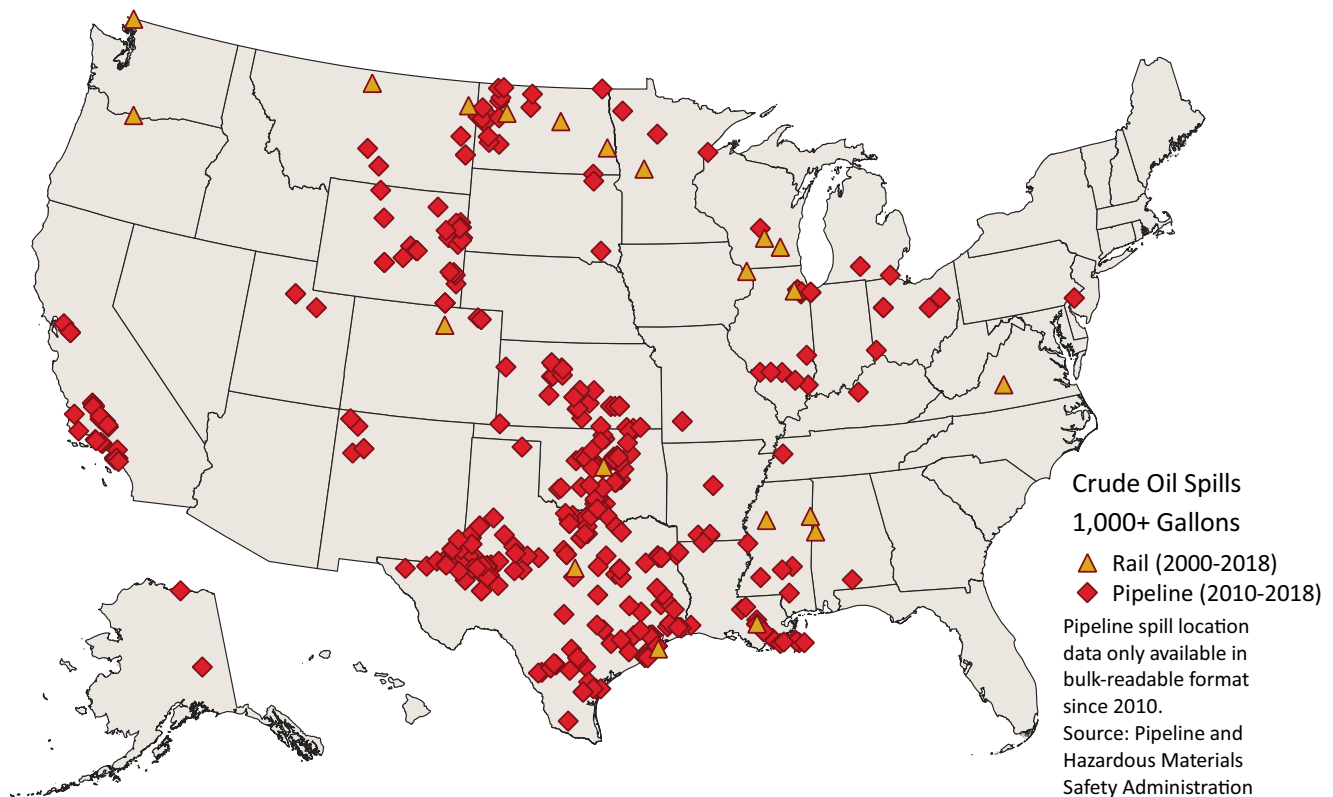 Crude Oil Spills
1,000+ Gallons
Rail (2000-2018)
Pipeline (2010-2018)
Pipeline spill location
data only available in
bulk-readable format
since 2010.
Source: Pipeline and
Hazardous Materials
Safety Administration